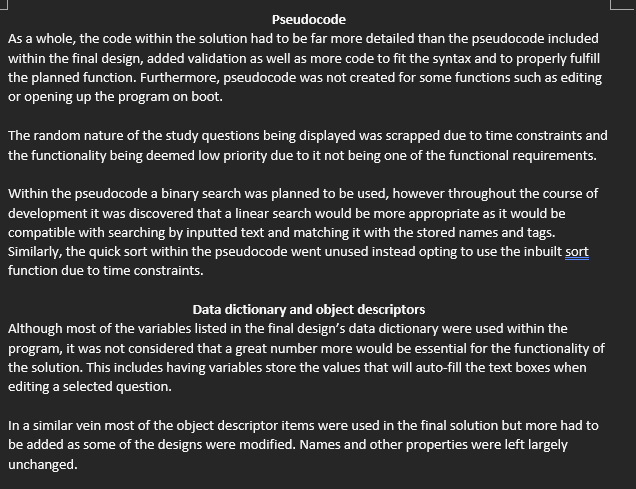 Pseudocode
As a whole, the code within the solution had to be far more detailed than the pseudocode included
within the final design, added validation as well as more code to fit the syntax and to properly fulfill
the planned function. Furthermore, pseudocode was not created for some functions such as editing
or opening up the program on boot.
The random nature of the study questions being displayed was scrapped due to time constraints and
the functionality being deemed low priority due to it not being one of the functional requirements.
Within the pseudocode a binary search was planned to be used, however throughout the course of
development it was discovered that a linear search would be more appropriate as it would be
compatible with searching by inputted text and matching it with the stored names and tags.
Similarly, the quick sort within the pseudocode went unused instead opting to use the inbuilt sort
function due to time constraints.
Data dictionary and object descriptors
Although most of the variables listed in the final design's data dictionary were used within the
program, it was not considered that a great number more would be essential for the functionality of
the solution. This includes having variables store the values that will auto-fill the text boxes when
editing a selected question.
In a similar vein most of the object descriptor items were used in the final solution but more had to
be added as some of the designs were modified. Names and other properties were left largely
unchanged.